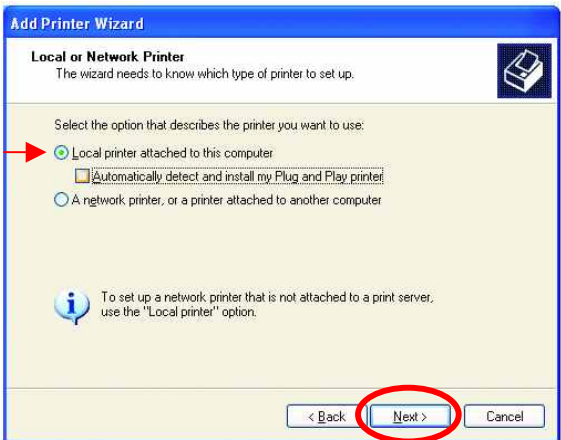 Add Printer Wizard
Local or Network Printer
The wizard needs to know which type of printer to set up.
Select the option that describes the printer you want to use:
Local printer attached to this computer
Automatically detect and install my Plug and Play printer
A network printer, or a printer attached to another computer
To set up a network printer that is not attached to a print server,
use the "Local printer" option.
< Back Next > Cancel